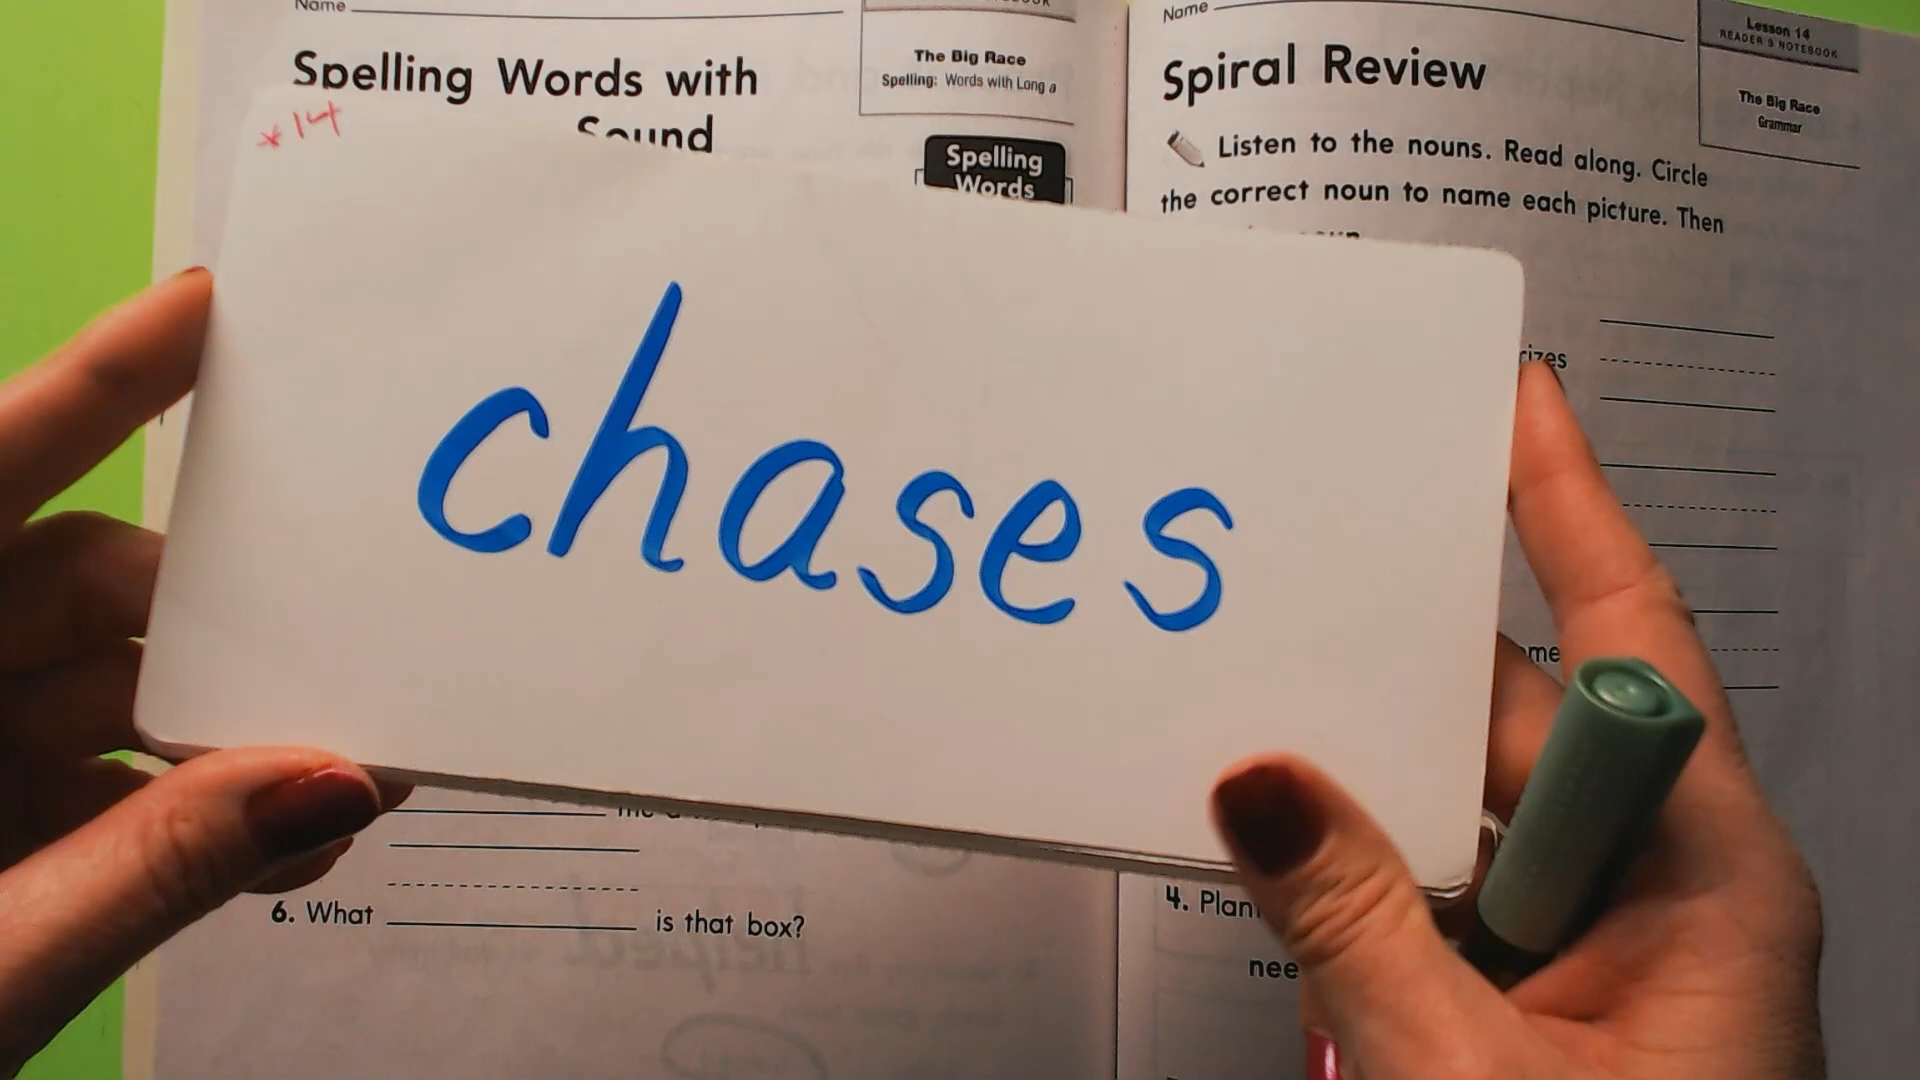 Name
Spelling Words with
Sound
The Big Race
Spelling: Words with Long a
Spelling
Words
*14
chases
6. What is that box?
Name
Spiral Review
Lesson 14
READER'S NOTEBOOK
The Big Race
Grammar
Listen to the nouns. Read along. Circle
the correct noun to name each picture. Then
4.